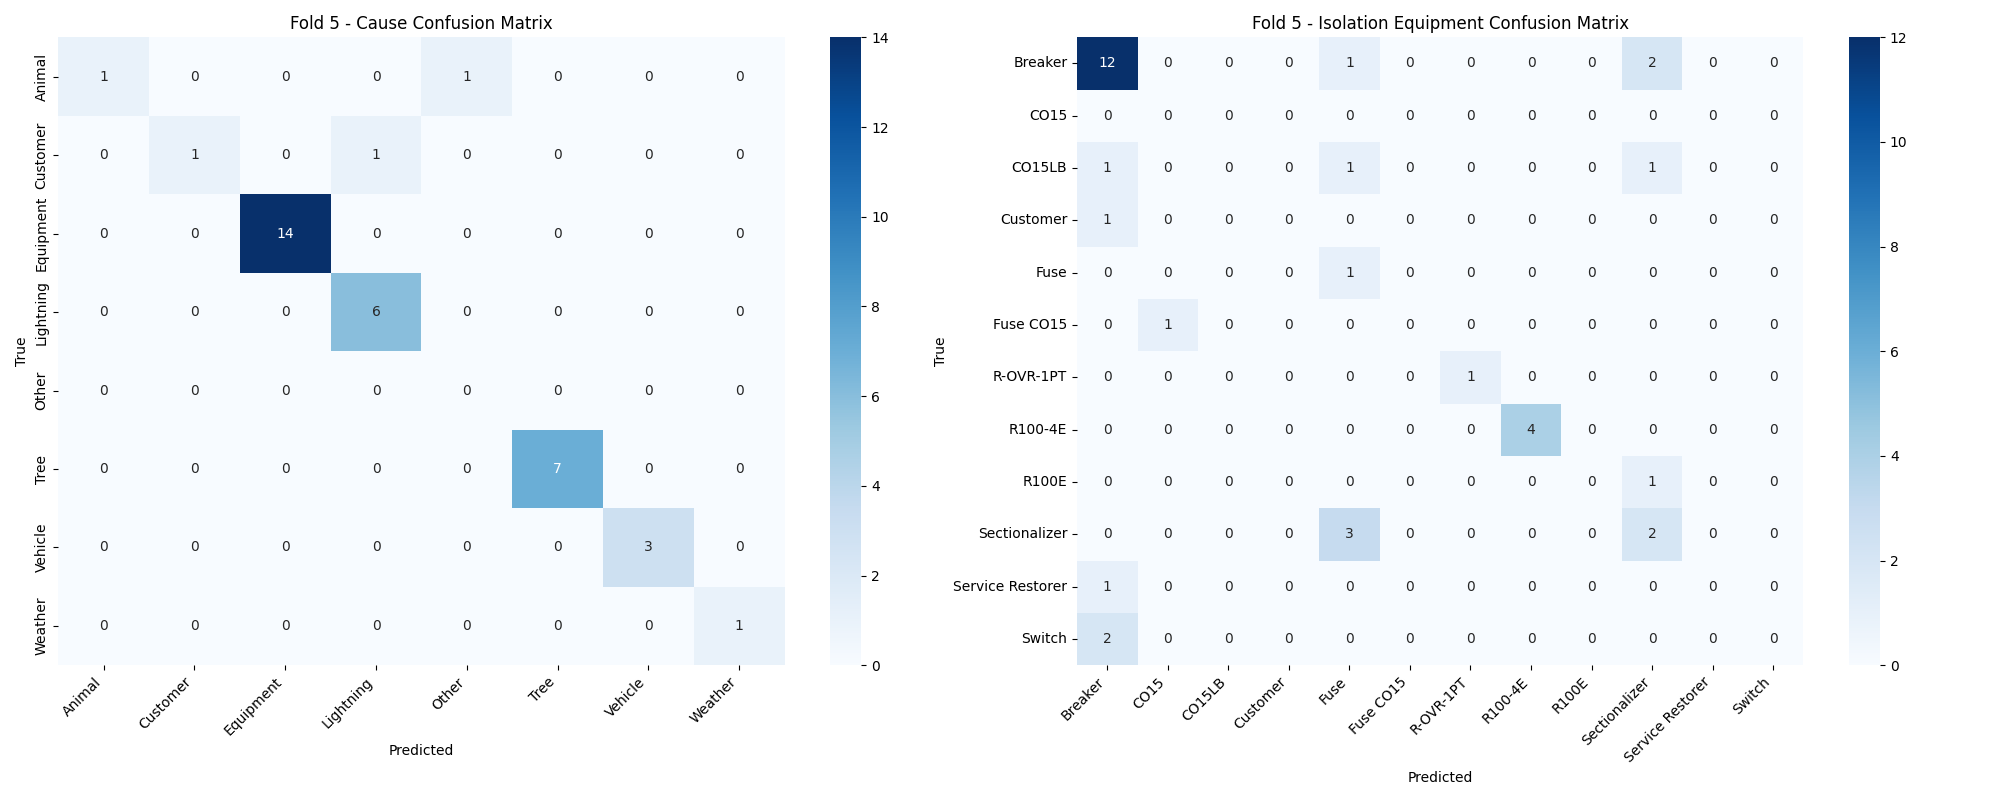 Fold 5 - Cause Confusion Matrix
True
Animal 1 0 0 0 1 0 0 0
Customer 0 1 0 1 0 0 0 0
Equipment 0 0 14 0 0 0 0 0
Lightning 0 0 0 6 0 0 0 0
Other 0 0 0 0 0 0 0 0
Tree 0 0 0 0 0 7 0 0
Vehicle 0 0 0 0 0 0 3 0
Weather 0 0 0 0 0 0 0 1
Animal Customer Equipment Lightning Other Tree Vehicle Weather
Predicted
14
12
10
8
6
4
2
0
Fold 5 - Isolation Equipment Confusion Matrix
True
Breaker 12 0 0 0 1 0 0 0 0 2 0 0
CO15 0 0 0 0 0 0 0 0 0 0 0 0
CO15LB 1 0 0 0 1 0 0 0 0 1 0 0
Customer 1 0 0 0 0 0 0 0 0 0 0 0
Fuse 0 0 0 0 1 0 0 0 0 0 0 0
Fuse CO15 0 1 0 0 0 0 0 0 0 0 0 0
R-OVR-1PT 0 0 0 0 0 0 1 0 0 0 0 0
R100-4E 0 0 0 0 0 0 0 4 0 0 0 0
R100E 0 0 0 0 0 0 0 0 0 1 0 0
Sectionalizer 0 0 0 0 3 0 0 0 0 2 0 0
Service Restorer 1 0 0 0 0 0 0 0 0 0 0 0
Switch 2 0 0 0 0 0 0 0 0 0 0 0
Breaker CO15 CO15LB Customer Fuse Fuse CO15 R-OVR-1PT R100-4E R100E Sectionalizer Service Restorer Switch
Predicted
12
10
8
6
4
2
0